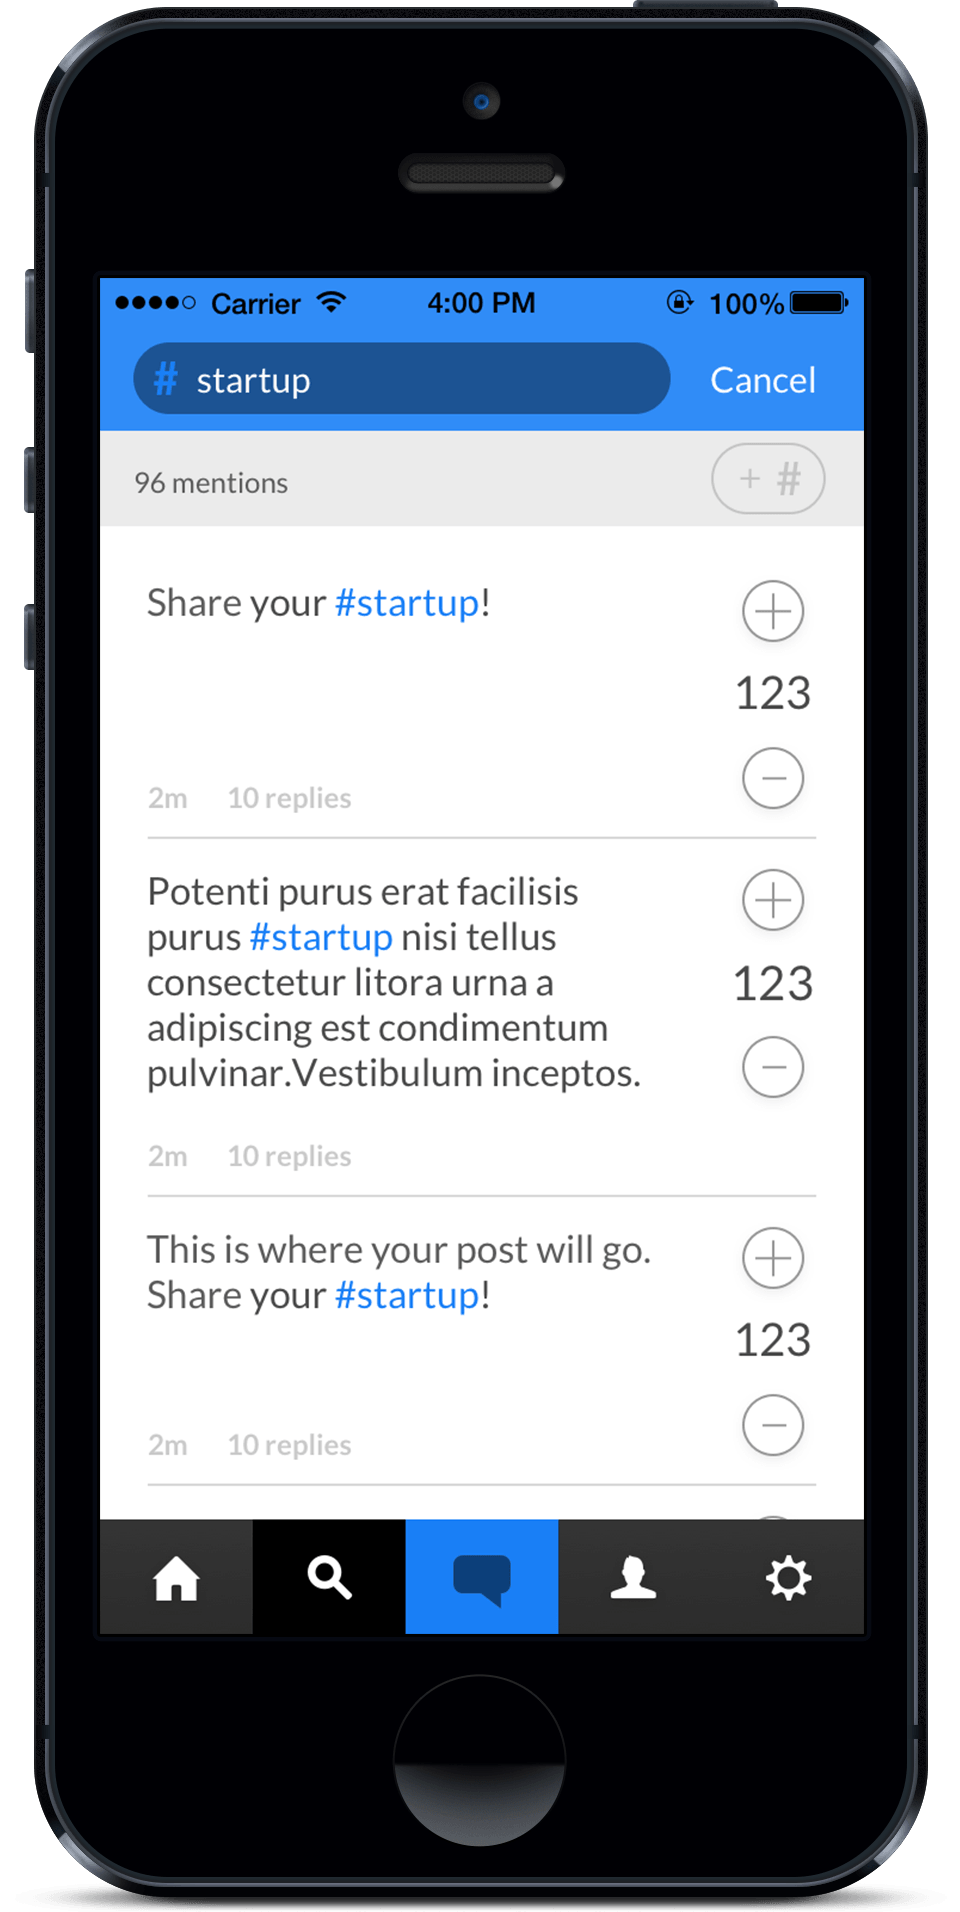 Carrier 4:00 PM 100%
# startup Cancel
96 mentions + #
Share your #startup!
123
2m 10 replies
Potenti purus erat facilisis
purus #startup nisi tellus
consectetur litora urna a
adipiscing est condimentum
pulvinar.Vestibulum inceptos.
123
2m 10 replies
This is where your post will go.
Share your #startup!
123
2m 10 replies